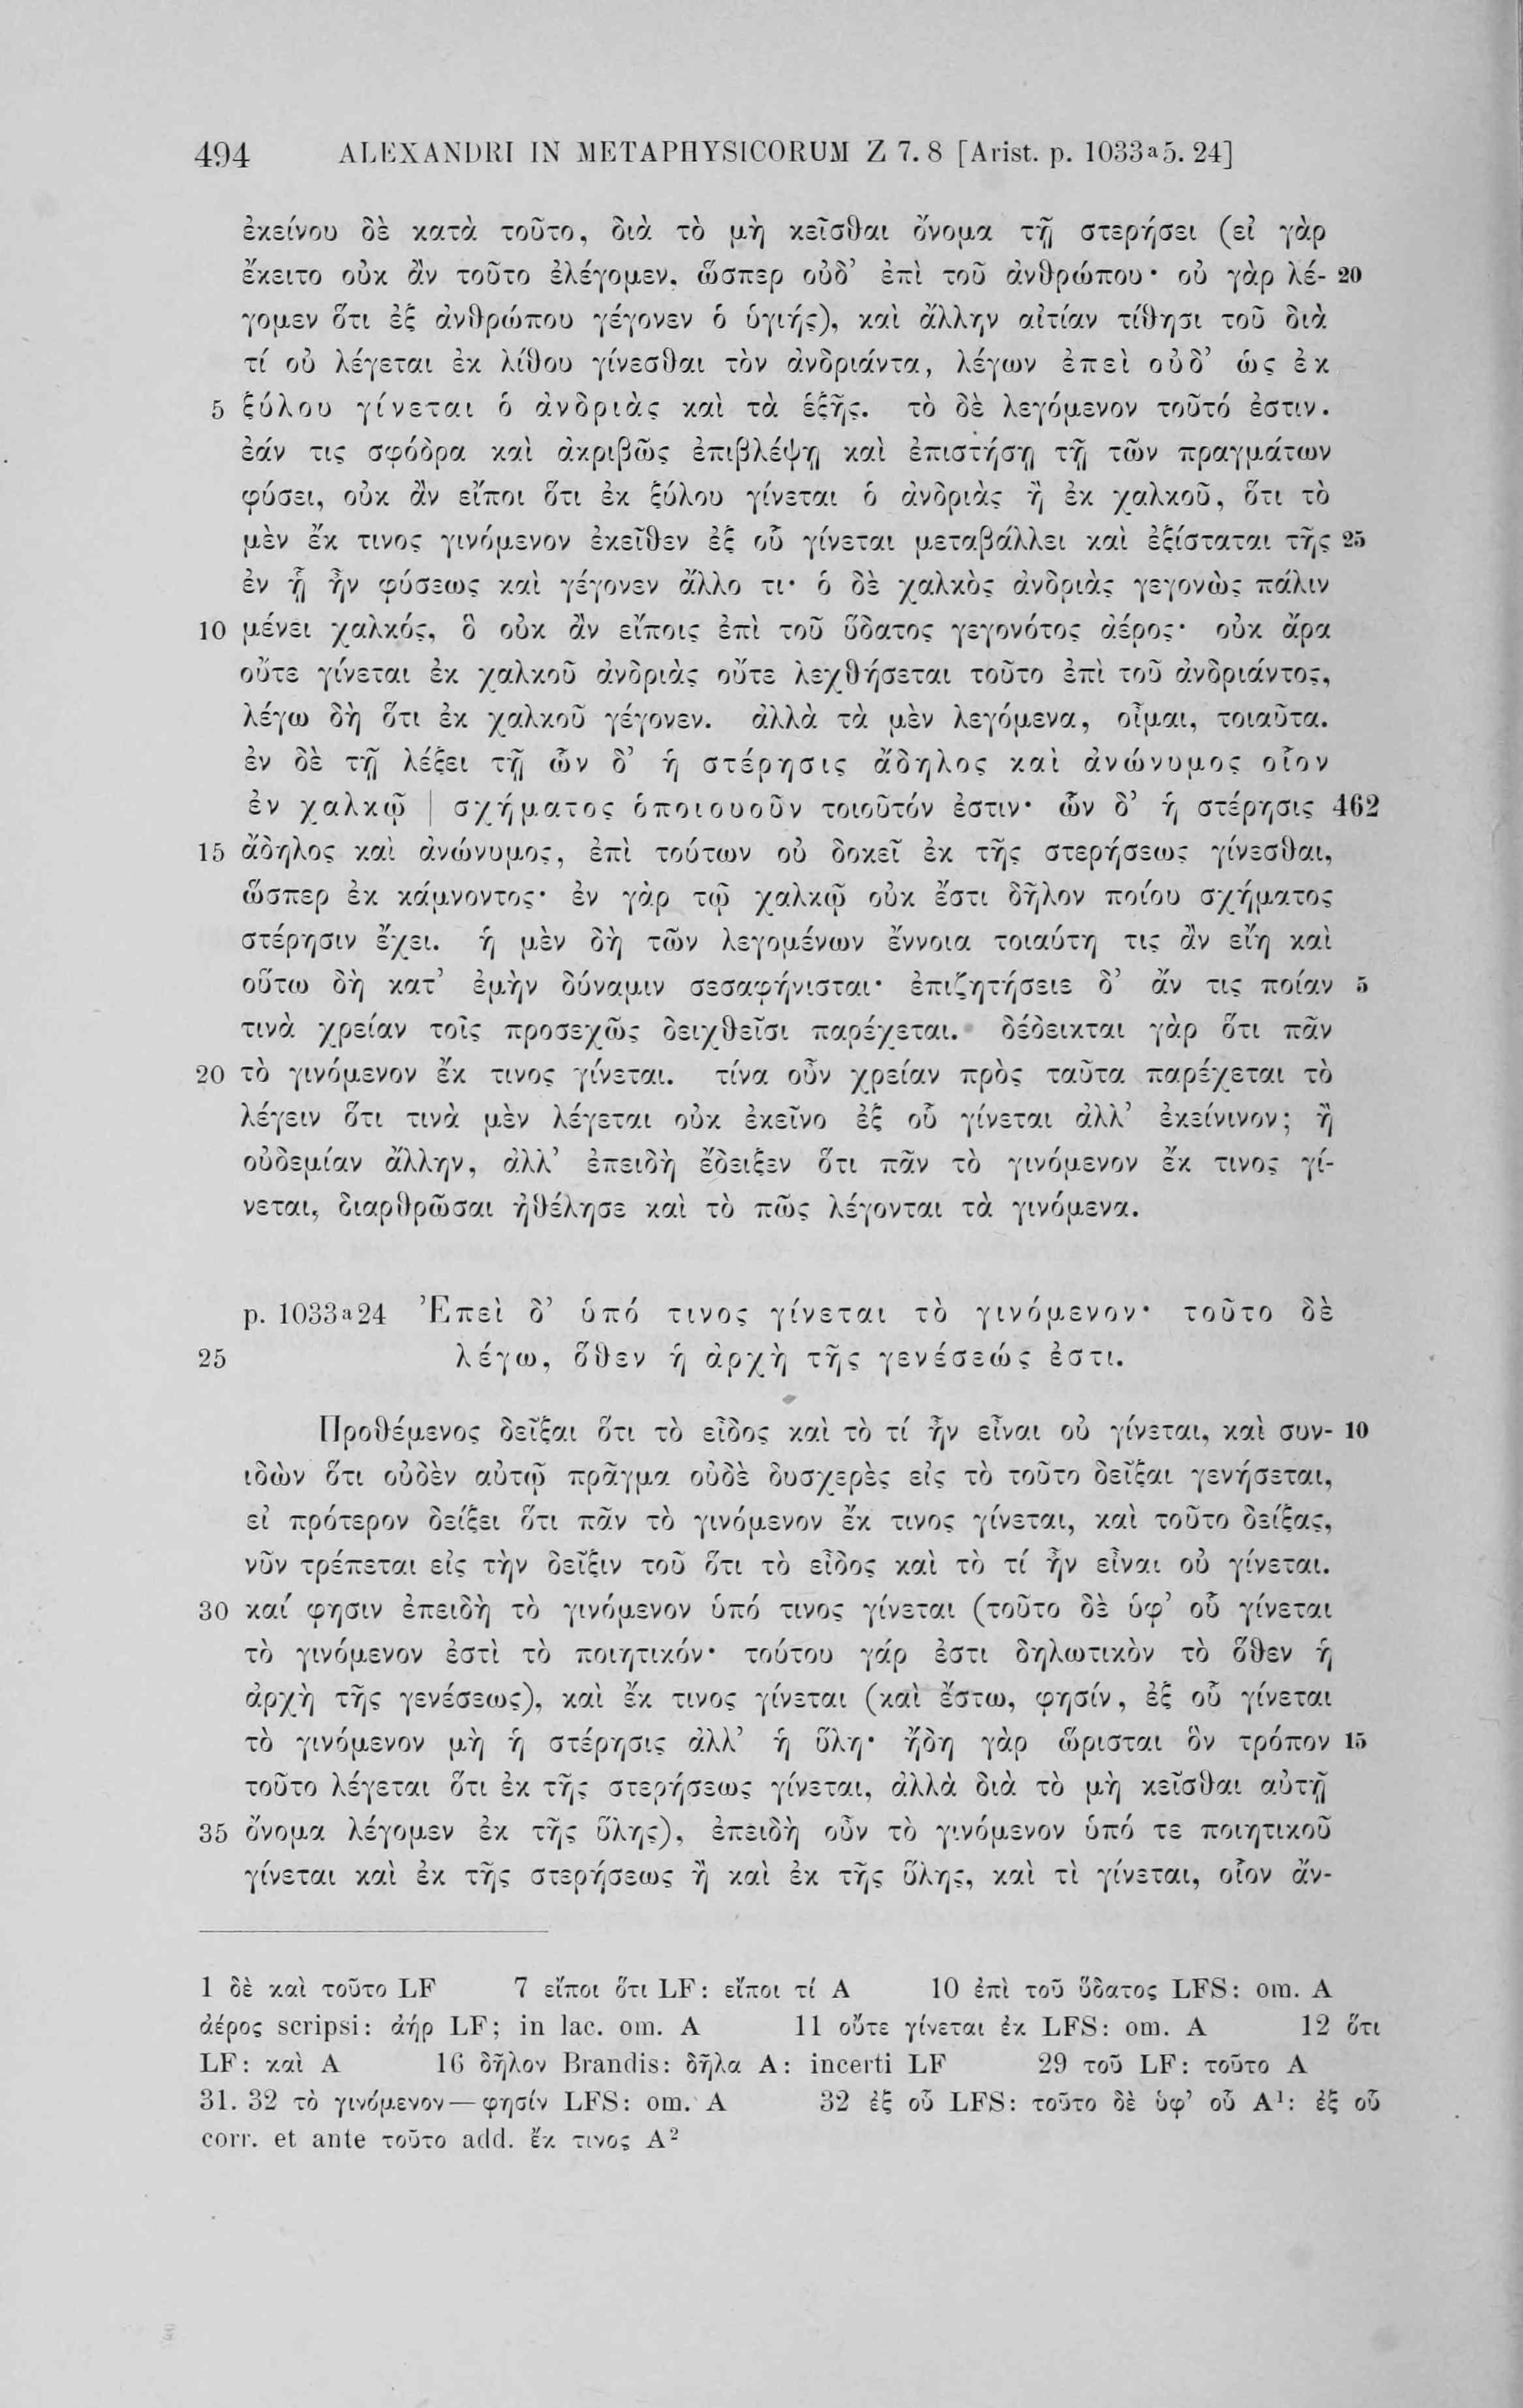 494 ALEXANDRI IN METAPHYSICORUM Z 7. 8 [Arist. p. 1033a5. 24]
ἐκείνου δὲ κατὰ τοῦτο, διὰ τὸ μὴ κεῖσθαι ὄνομα τῇ στερήσει (εἰ γὰρ
ἔκειτο οὐκ ἂν τοῦτο ἐλέγομεν, ὥσπερ οὐδ’ ἐπὶ τοῦ ἀνθρώπου· οὐ γὰρ λέ- 20
γομεν ὅτι ἐξ ἀνθρώπου γέγονεν ὁ ὑγιής), καὶ ἄλλην αἰτίαν τίθησι τοῦ διὰ
τί οὐ λέγεται ἐκ λίθου γίνεσθαι τὸν ἀνδριάντα, λέγων ἐπεὶ οὐδ’ ὡς ἐκ
5 ξύλου γίνεται ὁ ἀνδριὰς καὶ τὰ ἑξῆς. τὸ δὲ λεγόμενον τοῦτό ἐστιν.
ἐάν τις σφόδρα καὶ ἀκριβῶς ἐπιβλέψῃ καὶ ἐπιστήσῃ τῇ τῶν πραγμάτων
φύσει, οὐκ ἂν εἴποι ὅτι ἐκ ξύλου γίνεται ὁ ἀνδριὰς ἢ ἐκ χαλκοῦ, ὅτι τὸ
μὲν ἔκ τινος γινόμενον ἐκεῖθεν ἐξ οὗ γίνεται μεταβάλλει καὶ ἐξίσταται τῆς 25
ἐν ᾗ ἦν φύσεως καὶ γέγονεν ἄλλο τι· ὁ δὲ χαλκὸς ἀνδριὰς γεγονὼς πάλιν
10 μένει χαλκός, ὃ οὐκ ἂν εἴποις ἐπὶ τοῦ ὕδατος γεγονότος ἀέρος· οὐκ ἄρα
οὔτε γίνεται ἐκ χαλκοῦ ἀνδριὰς οὔτε λεχθήσεται τοῦτο ἐπὶ τοῦ ἀνδριάντος,
λέγω δὴ ὅτι ἐκ χαλκοῦ γέγονεν. ἀλλὰ τὰ μὲν λεγόμενα, οἶμαι, τοιαῦτα.
ἐν δὲ τῇ λέξει τῇ ὧν δ’ ἡ στέρησις ἄδηλος καὶ ἀνώνυμος οἷον
ἐν χαλκῷ | σχήματος ὁποιουοῦν τοιοῦτόν ἐστιν· ὧν δ’ ἡ στέρησις 462
15 ἄδηλος καὶ ἀνώνυμος, ἐπὶ τούτων οὐ δοκεῖ ἐκ τῆς στερήσεως γίνεσθαι,
ὥσπερ ἐκ κάμνοντος· ἐν γὰρ τῷ χαλκῷ οὐκ ἔστι δῆλον ποίου σχήματος
στέρησιν ἔχει. ἡ μὲν δὴ τῶν λεγομένων ἔννοια τοιαύτη τις ἂν εἴη καὶ
οὕτω δὴ κατ’ ἐμὴν δύναμιν σεσαφήνισται· ἐπιζητήσειε δ’ ἄν τις ποίαν 5
τινὰ χρείαν τοῖς προσεχῶς δειχθεῖσι παρέχεται. δέδεικται γὰρ ὅτι πᾶν
20 τὸ γινόμενον ἔκ τινος γίνεται. τίνα οὖν χρείαν πρὸς ταῦτα παρέχεται τὸ
λέγειν ὅτι τινὰ μὲν λέγεται οὐκ ἐκεῖνο ἐξ οὗ γίνεται ἀλλ’ ἐκείνινον; ἢ
οὐδεμίαν ἄλλην, ἀλλ’ ἐπειδὴ ἔδειξεν ὅτι πᾶν τὸ γινόμενον ἔκ τινος γί-
νεται, διαρθρῶσαι ἠθέλησε καὶ τὸ πῶς λέγονται τὰ γινόμενα.
p. 1033a24 Ἐπεὶ δ’ ὑπό τινος γίνεται τὸ γινόμενον· τοῦτο δὲ
25 λέγω, ὅθεν ἡ ἀρχὴ τῆς γενέσεώς ἐστι.
Προθέμενος δεῖξαι ὅτι τὸ εἶδος καὶ τὸ τί ἦν εἶναι οὐ γίνεται, καὶ συν- 10
ιδὼν ὅτι οὐδὲν αὐτῷ πρᾶγμα οὐδὲ δυσχερὲς εἰς τὸ τοῦτο δεῖξαι γενήσεται,
εἰ πρότερον δείξει ὅτι πᾶν τὸ γινόμενον ἔκ τινος γίνεται, καὶ τοῦτο δείξας,
νῦν τρέπεται εἰς τὴν δεῖξιν τοῦ ὅτι τὸ εἶδος καὶ τὸ τί ἦν εἶναι οὐ γίνεται.
30 καί φησιν ἐπειδὴ τὸ γινόμενον ὑπό τινος γίνεται (τοῦτο δὲ ὑφ’ οὗ γίνεται
τὸ γινόμενον ἐστὶ τὸ ποιητικόν· τούτου γάρ ἐστι δηλωτικὸν τὸ ὅθεν ἡ
ἀρχὴ τῆς γενέσεως), καὶ ἔκ τινος γίνεται (καὶ ἔστω, φησίν, ἐξ οὗ γίνεται
τὸ γινόμενον μὴ ἡ στέρησις ἀλλ’ ἡ ὕλη· ἤδη γὰρ ὥρισται ὃν τρόπον 15
τοῦτο λέγεται ὅτι ἐκ τῆς στερήσεως γίνεται, ἀλλὰ διὰ τὸ μὴ κεῖσθαι αὐτῇ
35 ὄνομα λέγομεν ἐκ τῆς ὕλης), ἐπειδὴ οὖν τὸ γινόμενον ὑπό τε ποιητικοῦ
γίνεται καὶ ἐκ τῆς στερήσεως ἢ καὶ ἐκ τῆς ὕλης, καὶ τὶ γίνεται, οἷον ἄν-
1 δὲ καὶ τοῦτο LF 7 εἴποι ὅτι LF: εἴποι τί A 10 ἐπὶ τοῦ ὕδατος LFS: om. A
ἀέρος scripsi: ἀήρ LF; in lac. om. A 11 οὔτε γίνεται ἐκ LFS: om. A 12 ὅτι
LF: καὶ A 16 δῆλον Brandis: δῆλα A: incerti LF 29 τοῦ LF: τοῦτο A
31. 32 τὸ γινόμενον—φησίν LFS: om. A 32 ἐξ οὗ LFS: τοῦτο δὲ ὑφ’ οὗ A¹: ἐξ οὗ
corr. et ante τοῦτο add. ἔκ τινος A²